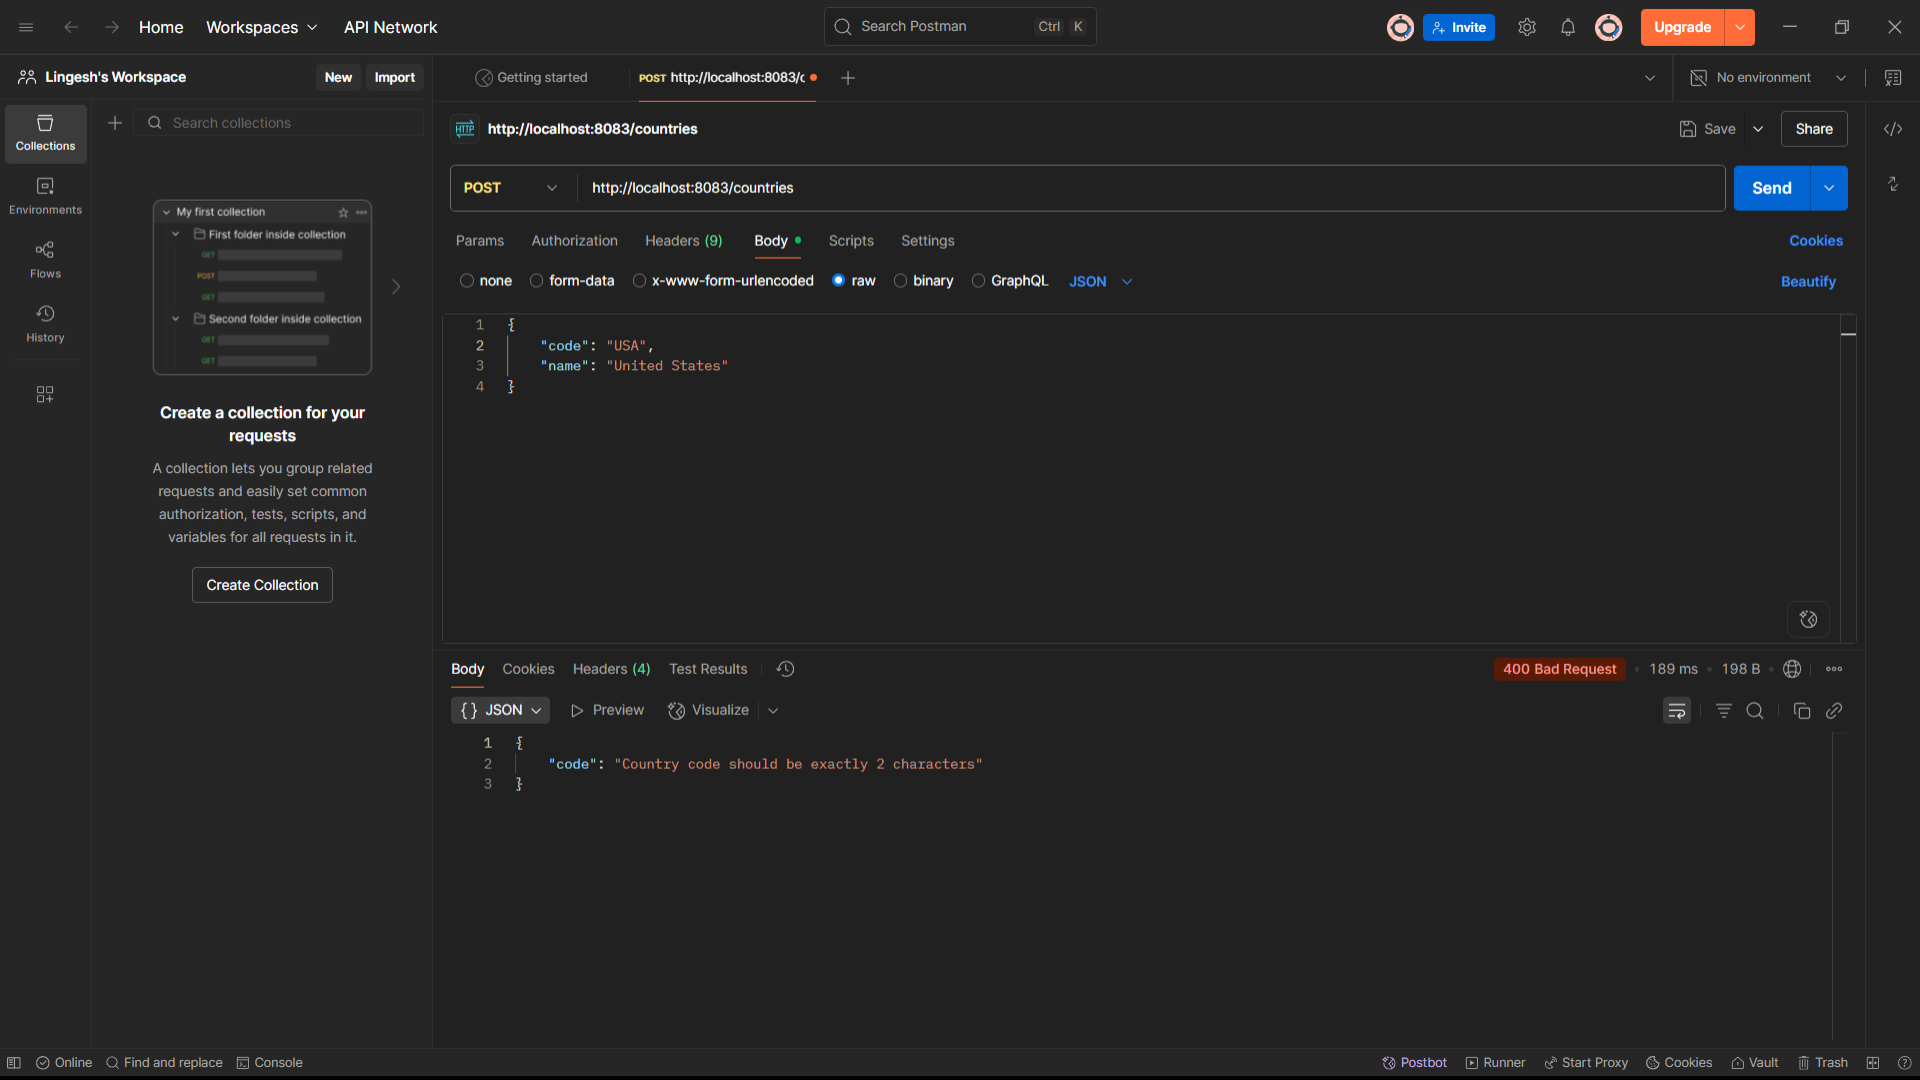 Home
Workspaces
API Network
Search Postman
Ctrl K
Invite
Upgrade
Lingesh's Workspace
New
Import
Getting started
POST http://localhost:8083/c
No environment
Collections
Environments
Flows
History
Search collections
My first collection
First folder inside collection
GET
POST
GET
Second folder inside collection
GET
GET
Create a collection for your
requests
A collection lets you group related
requests and easily set common
authorization, tests, scripts, and
variables for all requests in it.
Create Collection
HTTP http://localhost:8083/countries
Save
Share
POST
http://localhost:8083/countries
Send
Params Authorization Headers (9) Body Scripts Settings
Cookies
none form-data x-www-form-urlencoded raw binary GraphQL JSON
Beautify
1 {
2 "code": "USA",
3 "name": "United States"
4 }
Body Cookies Headers (4) Test Results
400 Bad Request 189 ms 198 B
{} JSON Preview Visualize
1 {
2 "code": "Country code should be exactly 2 characters"
3 }
Online Find and replace Console
Postbot Runner Start Proxy Cookies Vault Trash